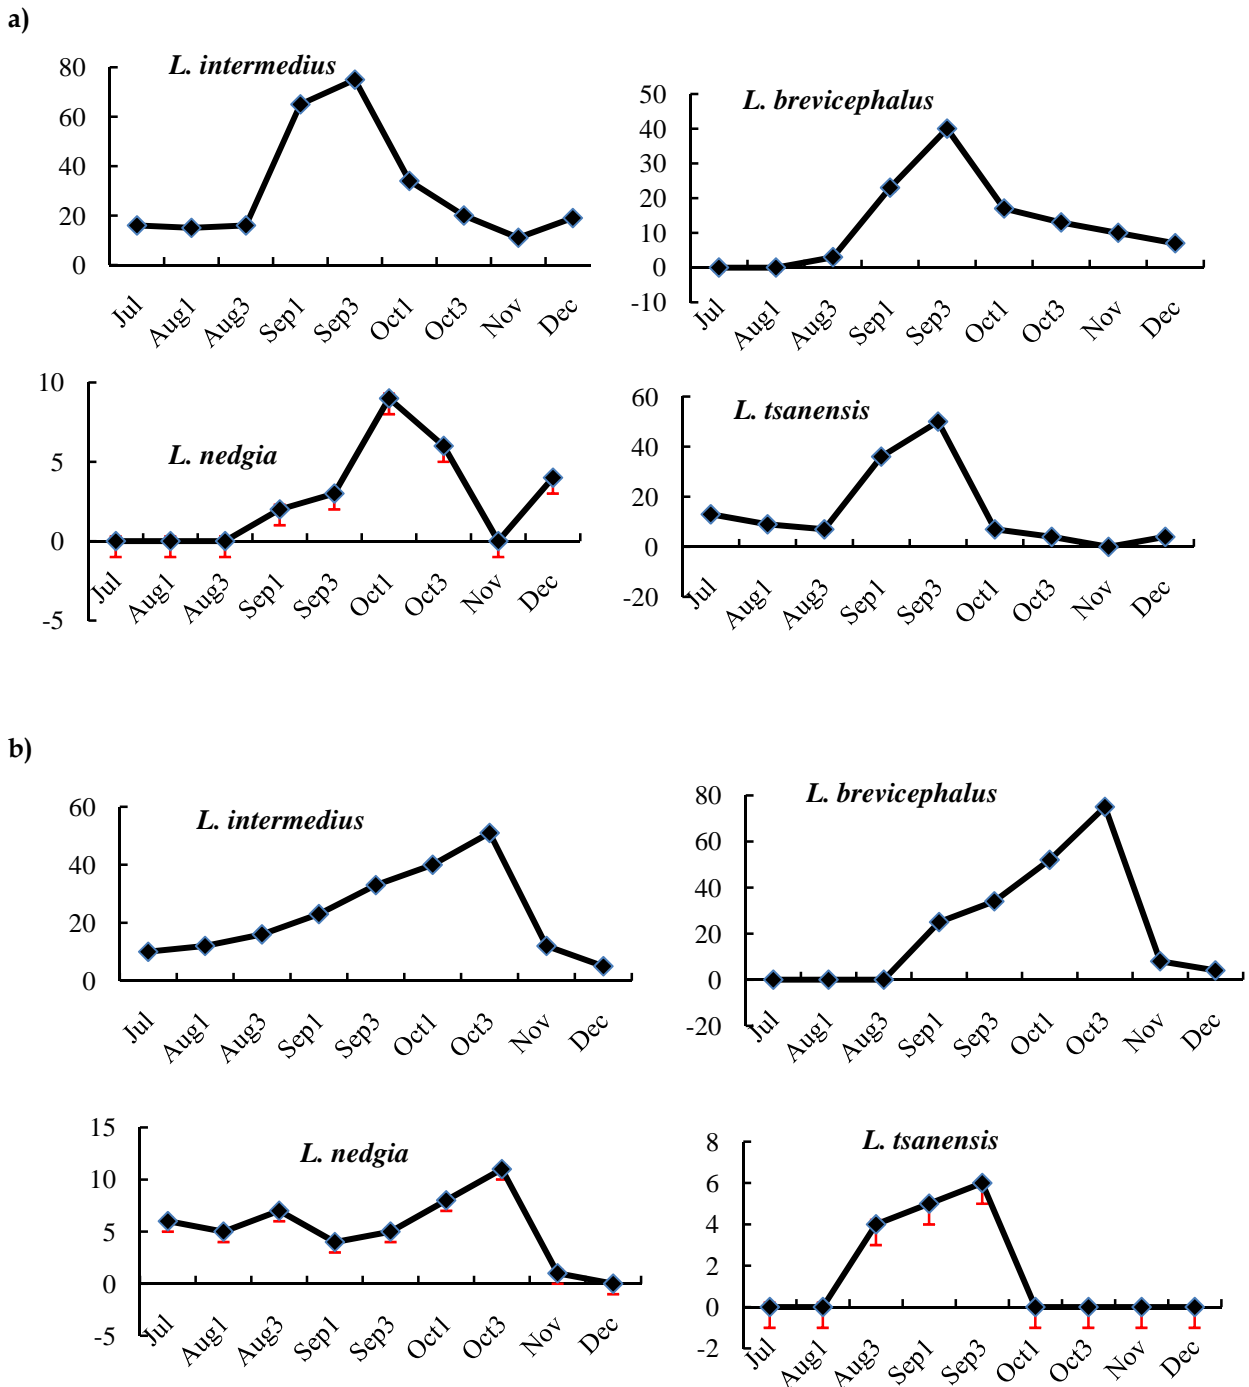 a)
L. intermedius
80
60
40
20
0
Jul Aug1 Aug3 Sep1 Sep3 Oct1 Oct3 Nov Dec
L. brevicephalus
50
40
30
20
10
0
-10
Jul Aug1 Aug3 Sep1 Sep3 Oct1 Oct3 Nov Dec
L. nedgia
10
5
0
-5
Jul Aug1 Aug3 Sep1 Sep3 Oct1 Oct3 Nov Dec
L. tsanensis
60
40
20
0
-20
Jul Aug1 Aug3 Sep1 Sep3 Oct1 Oct3 Nov Dec
b)
L. intermedius
60
40
20
0
Jul Aug1 Aug3 Sep1 Sep3 Oct1 Oct3 Nov Dec
L. brevicephalus
80
60
40
20
0
-20
Jul Aug1 Aug3 Sep1 Sep3 Oct1 Oct3 Nov Dec
L. nedgia
15
10
5
0
-5
Jul Aug1 Aug3 Sep1 Sep3 Oct1 Oct3 Nov Dec
L. tsanensis
8
6
4
2
0
-2
Jul Aug1 Aug3 Sep1 Sep3 Oct1 Oct3 Nov Dec